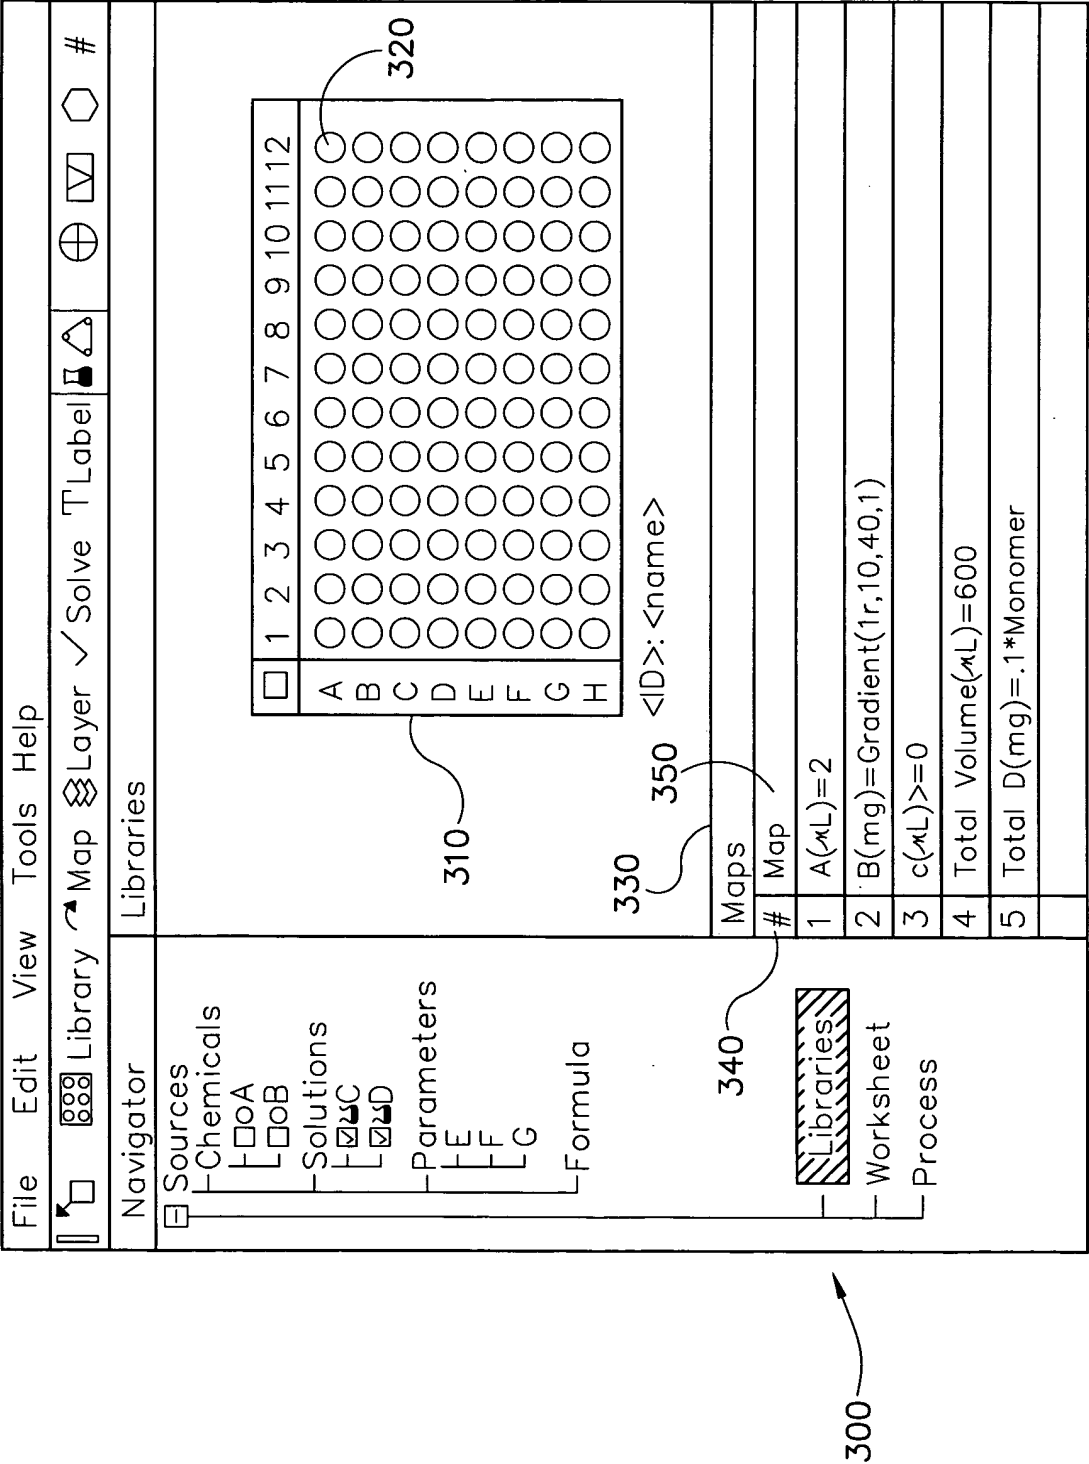 File Edit View Tools Help
Library Map Layer Solve Label #
Navigator
Libraries
Sources
Chemicals
A
B
Solutions
C
D
Parameters
E
F
G
Formula
Libraries
Worksheet
Process
1 2 3 4 5 6 7 8 9 10 11 12
A
B
C
D
E
F
G
H
<ID>: <name>
Maps
# Map
1 A(µL)=2
2 B(mg)=Gradient(1r,10,40,1)
3 c(µL)>=0
4 Total Volume(µL)=600
5 Total D(mg)=.1*Monomer
300
310
320
330
340
350